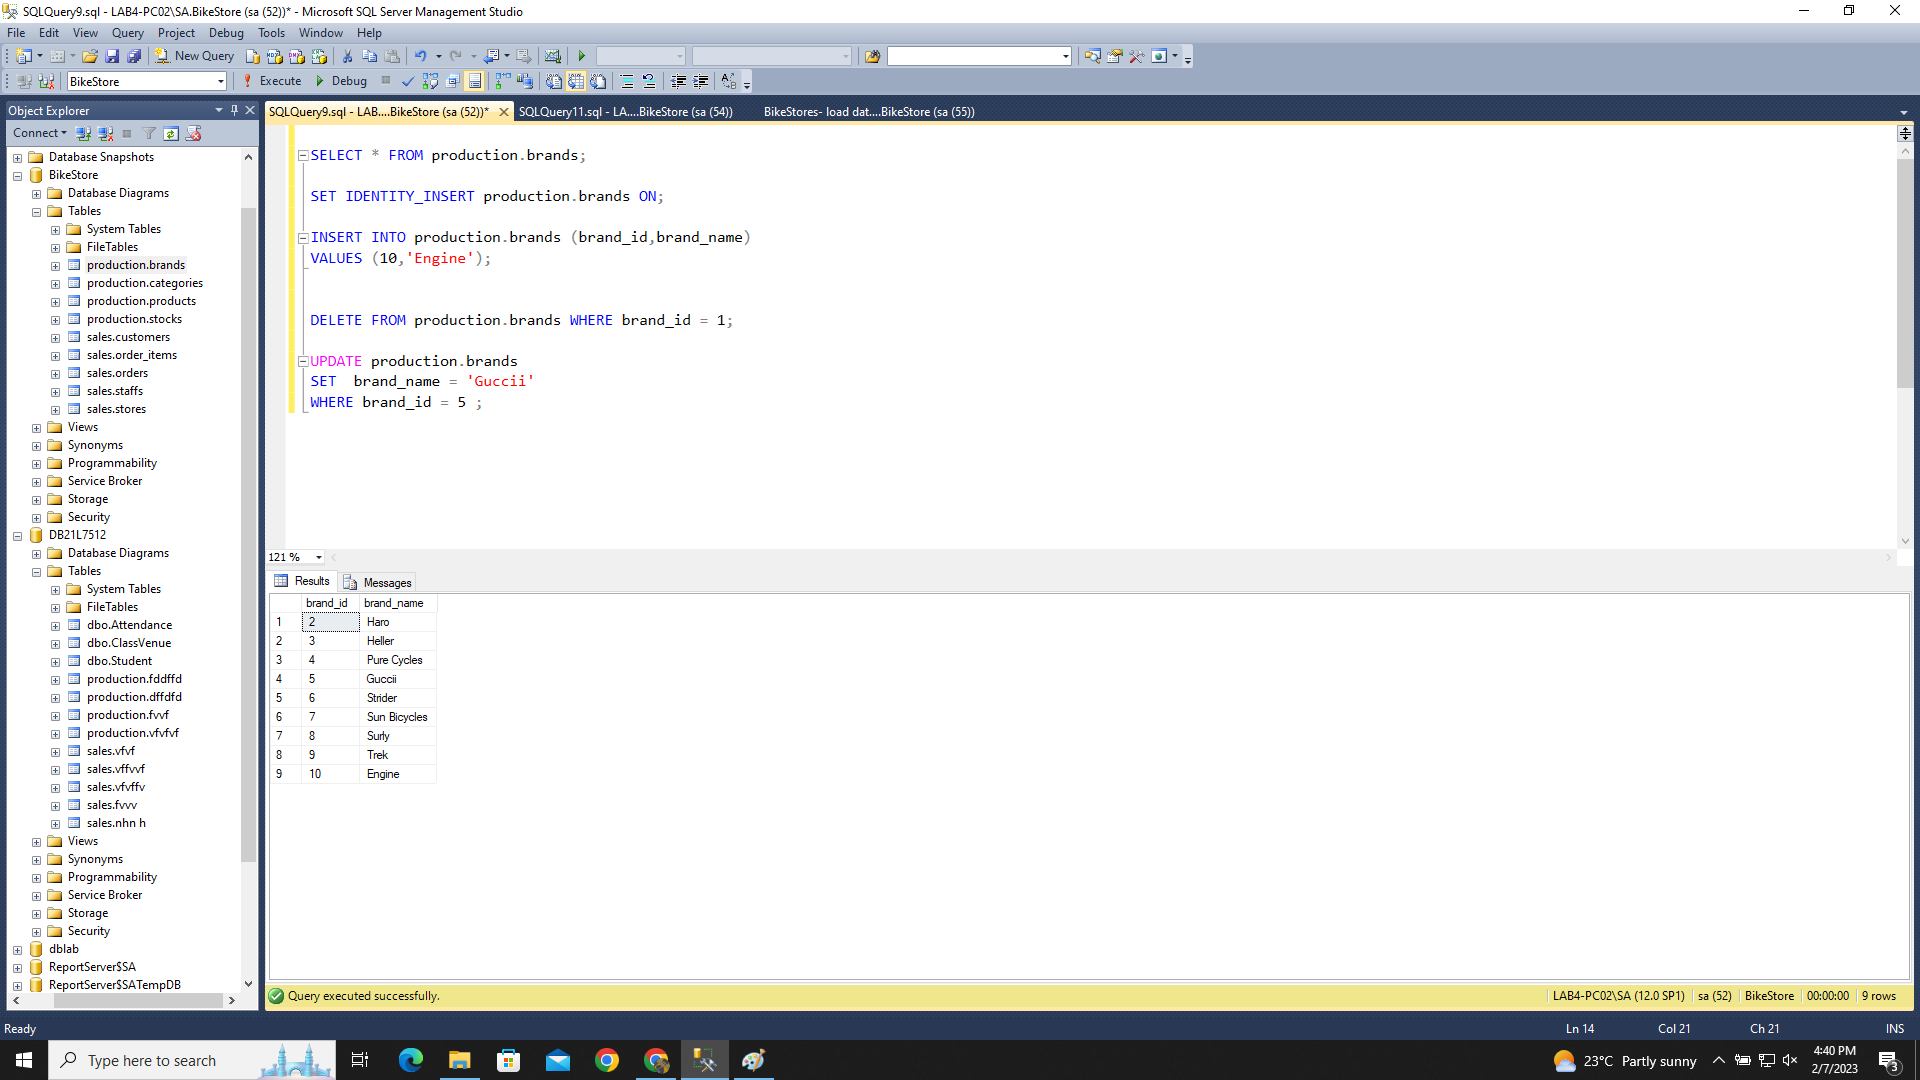 SQLQuery9.sql - LAB4-PC02\SA.BikeStore (sa (52))* - Microsoft SQL Server Management Studio
File Edit View Query Project Debug Tools Window Help
New Query
BikeStore Execute Debug
Object Explorer
Connect
Database Snapshots
BikeStore
Database Diagrams
Tables
System Tables
FileTables
production.brands
production.categories
production.products
production.stocks
sales.customers
sales.order_items
sales.orders
sales.staffs
sales.stores
Views
Synonyms
Programmability
Service Broker
Storage
Security
DB21L7512
Database Diagrams
Tables
System Tables
FileTables
dbo.Attendance
dbo.ClassVenue
dbo.Student
production.fddffd
production.dffdfd
production.fvvf
production.vfvfvf
sales.vfvf
sales.vffvvf
sales.vfvffv
sales.fvvv
sales.nhn h
Views
Synonyms
Programmability
Service Broker
Storage
Security
dblab
ReportServer$SA
ReportServer$SATempDB
SQLQuery9.sql - LAB....BikeStore (sa (52))* SQLQuery11.sql - LA....BikeStore (sa (54)) BikeStores- load dat....BikeStore (sa (55))
SELECT * FROM production.brands;
SET IDENTITY_INSERT production.brands ON;
INSERT INTO production.brands (brand_id,brand_name)
VALUES (10,'Engine');
DELETE FROM production.brands WHERE brand_id = 1;
UPDATE production.brands
SET  brand_name = 'Guccii'
WHERE brand_id = 5 ;
121 %
Results Messages
brand_id brand_name
1 2 Haro
2 3 Heller
3 4 Pure Cycles
4 5 Guccii
5 6 Strider
6 7 Sun Bicycles
7 8 Surly
8 9 Trek
9 10 Engine
Query executed successfully. LAB4-PC02\SA (12.0 SP1) sa (52) BikeStore 00:00:00 9 rows
Ready Ln 14 Col 21 Ch 21 INS
Type here to search 23°C Partly sunny 4:40 PM
2/7/2023 3